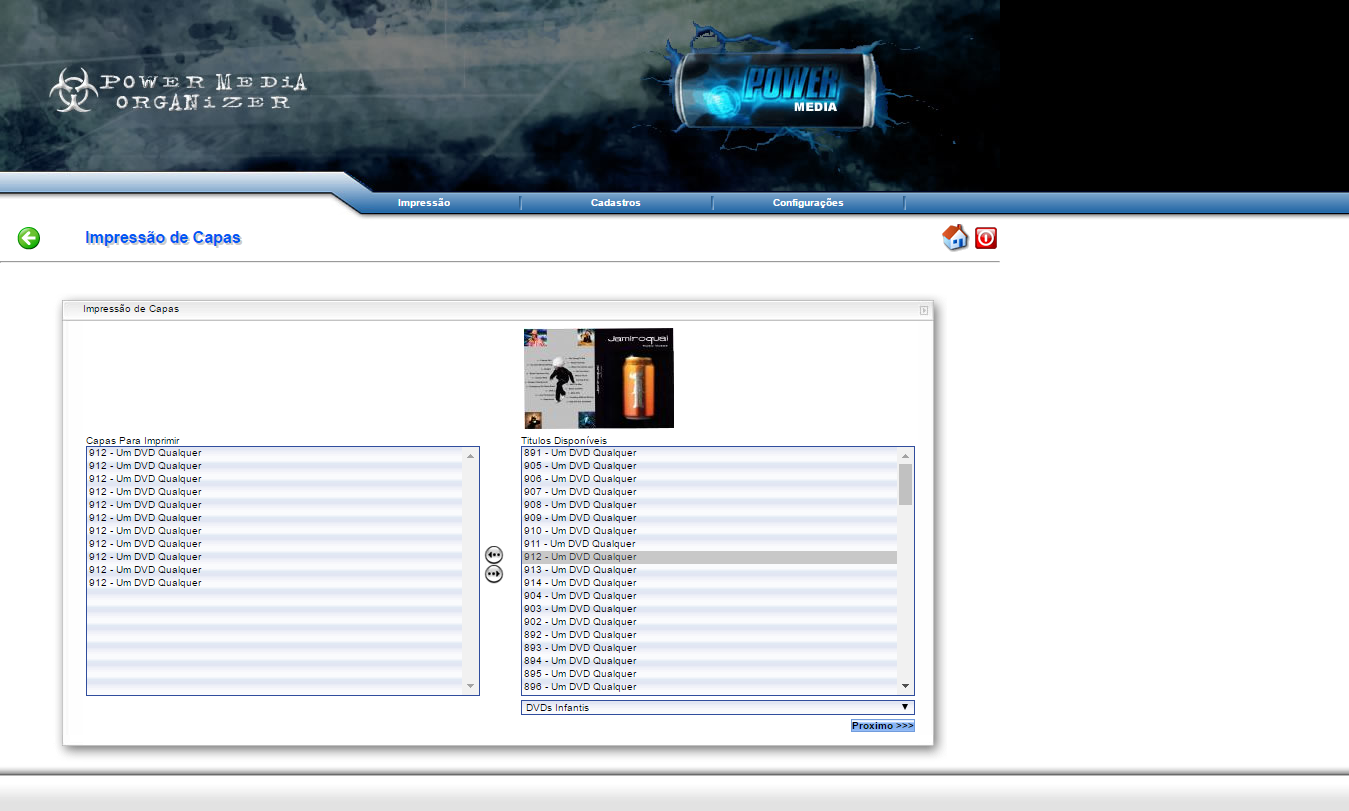 POWER MEDiA
ORGANiZER
POWER
MEDIA
Impressão
Cadastros
Configurações
Impressão de Capas
Impressão de Capas
Jamiroquai
Capas Para Imprimir
912 - Um DVD Qualquer
912 - Um DVD Qualquer
912 - Um DVD Qualquer
912 - Um DVD Qualquer
912 - Um DVD Qualquer
912 - Um DVD Qualquer
912 - Um DVD Qualquer
912 - Um DVD Qualquer
912 - Um DVD Qualquer
912 - Um DVD Qualquer
912 - Um DVD Qualquer
Titulos Disponíveis
891 - Um DVD Qualquer
905 - Um DVD Qualquer
906 - Um DVD Qualquer
907 - Um DVD Qualquer
908 - Um DVD Qualquer
909 - Um DVD Qualquer
910 - Um DVD Qualquer
911 - Um DVD Qualquer
912 - Um DVD Qualquer
913 - Um DVD Qualquer
914 - Um DVD Qualquer
904 - Um DVD Qualquer
903 - Um DVD Qualquer
902 - Um DVD Qualquer
892 - Um DVD Qualquer
893 - Um DVD Qualquer
894 - Um DVD Qualquer
895 - Um DVD Qualquer
896 - Um DVD Qualquer
DVDs Infantis
Proximo >>>